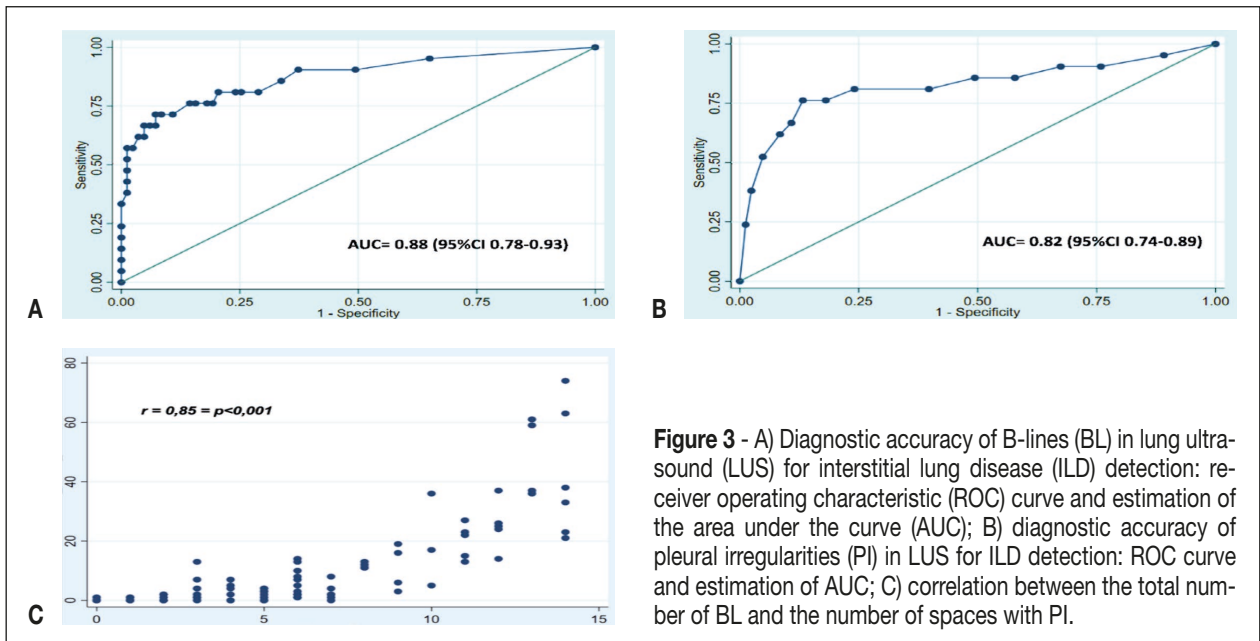 1.00
0.75
0.50
0.25
0.00
Sensitivity
AUC= 0.88 (95%CI 0.78-0.93)
0.00 0.25 0.50 0.75 1.00
1 - Specificity
A
1.00
0.75
0.50
0.25
0.00
Sensitivity
AUC= 0.82 (95%CI 0.74-0.89)
0.00 0.25 0.50 0.75 1.00
1 - Specificity
B
80
60
40
20
0
r = 0,85 = p<0,001
0 5 10 15
C
Figure 3 - A) Diagnostic accuracy of B-lines (BL) in lung ultra-
sound (LUS) for interstitial lung disease (ILD) detection: re-
ceiver operating characteristic (ROC) curve and estimation of
the area under the curve (AUC); B) diagnostic accuracy of
pleural irregularities (PI) in LUS for ILD detection: ROC curve
and estimation of AUC; C) correlation between the total num-
ber of BL and the number of spaces with PI.